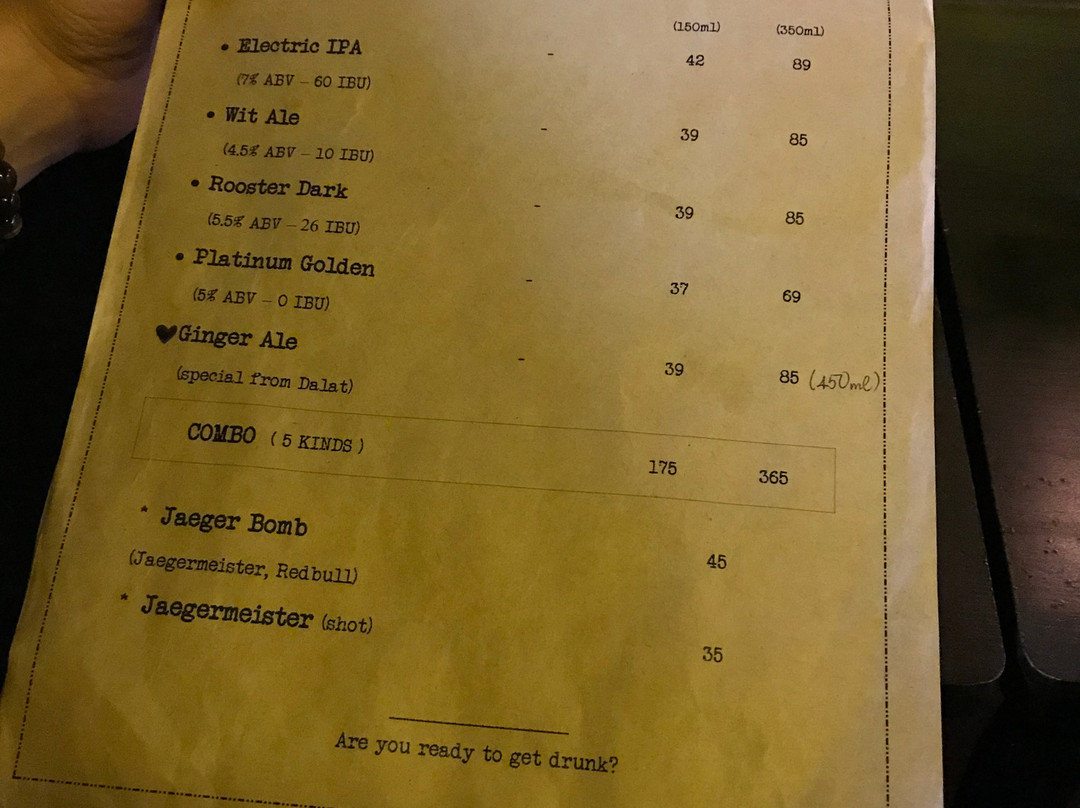 (150ml) (350ml)
• Electric IPA - 42 89
(7% ABV – 60 IBU)
• Wit Ale - 39 85
(4.5% ABV – 10 IBU)
• Rooster Dark - 39 85
(5.5% ABV – 26 IBU)
• Platinum Golden - 37 69
(5% ABV – 0 IBU)
♥Ginger Ale - 39 85 (450ml)
(special from Dalat)
COMBO ( 5 KINDS ) 175 365
* Jaeger Bomb 45
(Jaegermeister, Redbull)
* Jaegermeister (shot) 35
Are you ready to get drunk?